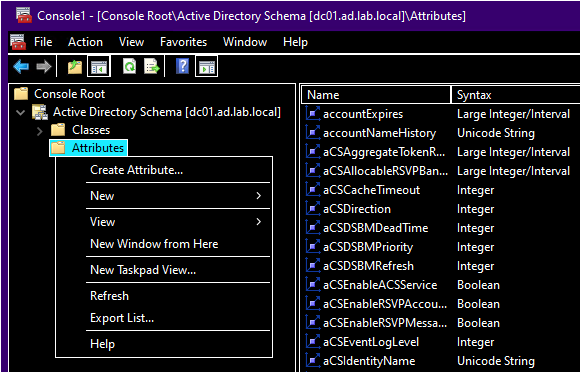 Console1 - [Console Root\Active Directory Schema [dc01.ad.lab.local]\Attributes]
File Action View Favorites Window Help
Console Root
Active Directory Schema [dc01.ad.lab.local]
Classes
Attributes
Create Attribute...
New
View
New Window from Here
New Taskpad View...
Refresh
Export List...
Help
Name Syntax
accountExpires Large Integer/Interval
accountNameHistory Unicode String
aCSAggregateTokenR... Large Integer/Interval
aCSAllocableRSVPBan... Large Integer/Interval
aCSCacheTimeout Integer
aCSDirection Integer
aCSDSBMDeadTime Integer
aCSDSBMPriority Integer
aCSDSBMRefresh Integer
aCSEnableACSService Boolean
aCSEnableRSVPAccou... Boolean
aCSEnableRSVPMessa... Boolean
aCSEventLogLevel Integer
aCSIdentityName Unicode String